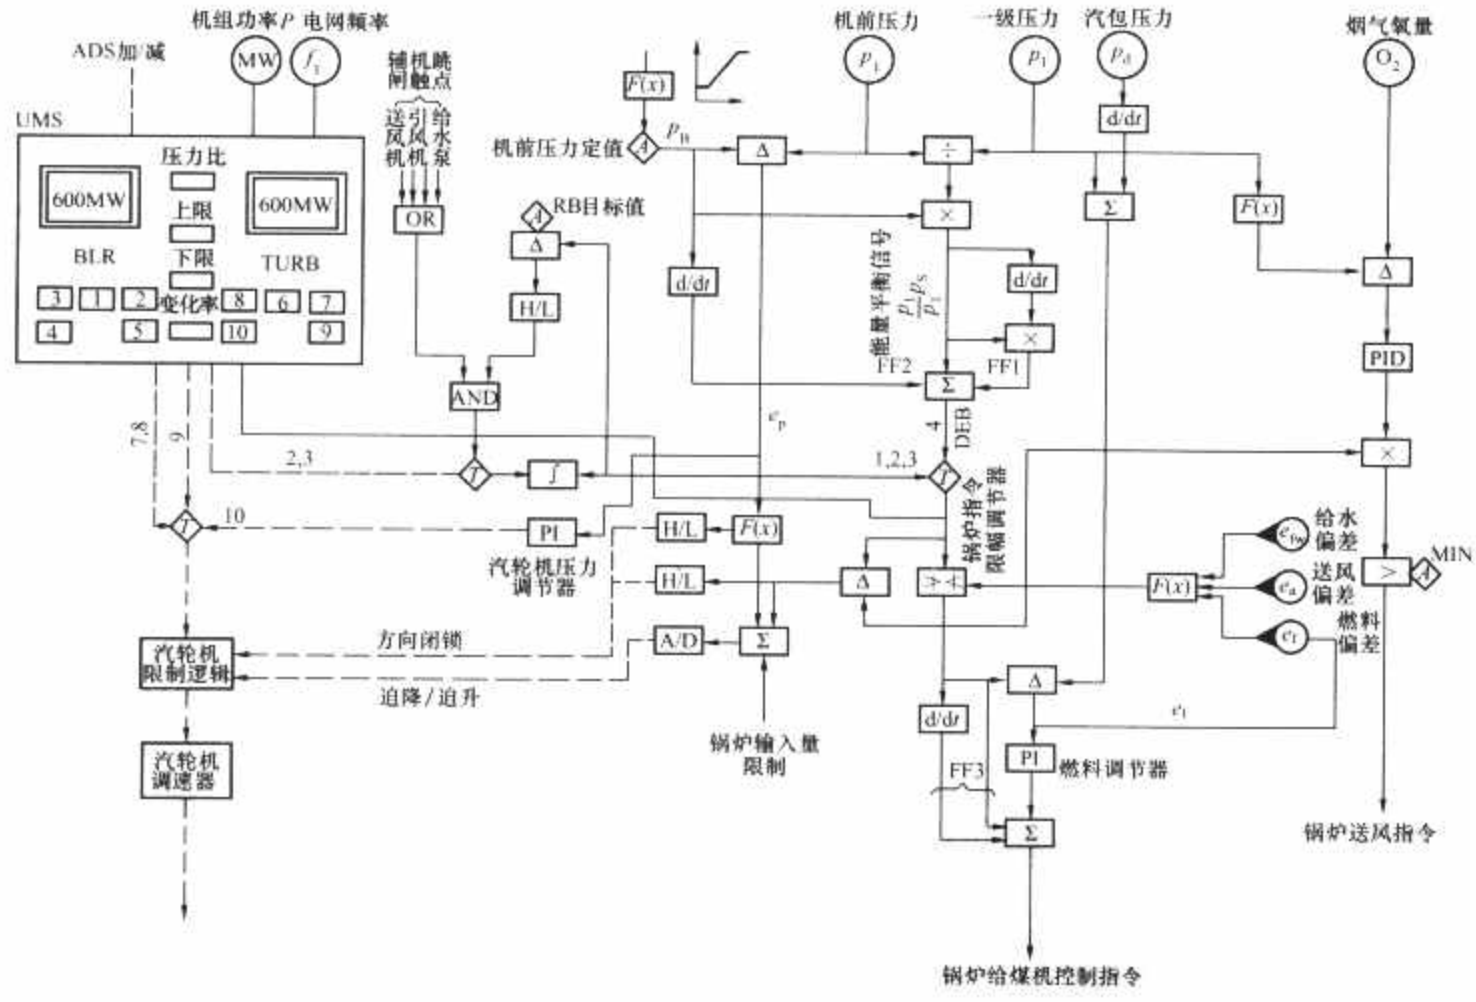 机组功率P 电网频率
ADS加/减
MW
f₁
UMS
压力比
600MW
600MW
上限
BLR
下限
TURB
3
1
2
变化率
8
6
7
4
5
10
9
辅机跳
闸触点
送风机
引风机
给水泵
OR
A
RB目标值
Δ
H/L
AND
T
∫
2,3
7,8
9
T
10
PI
汽轮机压力
调节器
方向闭锁
迫降/迫升
汽轮机
限制逻辑
汽轮机
调速器
F(x)
机前压力定值
A
Δ
机前压力
一级压力
p₁
汽包压力
p_d
d/dt
÷
×
Σ
d/dt
能量平衡信号
d/dt
×
FF2
FF1
Σ
e_p
4
DEB
1,2,3
T
锅炉指令
限幅调节器
H/L
F(x)
H/L
Δ
A/D
Σ
锅炉输入量
限制
Δ
d/dt
e_f
FF3
PI
燃料调节器
Σ
锅炉给煤机控制指令
烟气氧量
O₂
F(x)
Δ
PID
×
给水
偏差
e_fw
送风
偏差
e_a
燃料
偏差
e_f
F(x)
>
A
MIN
锅炉送风指令